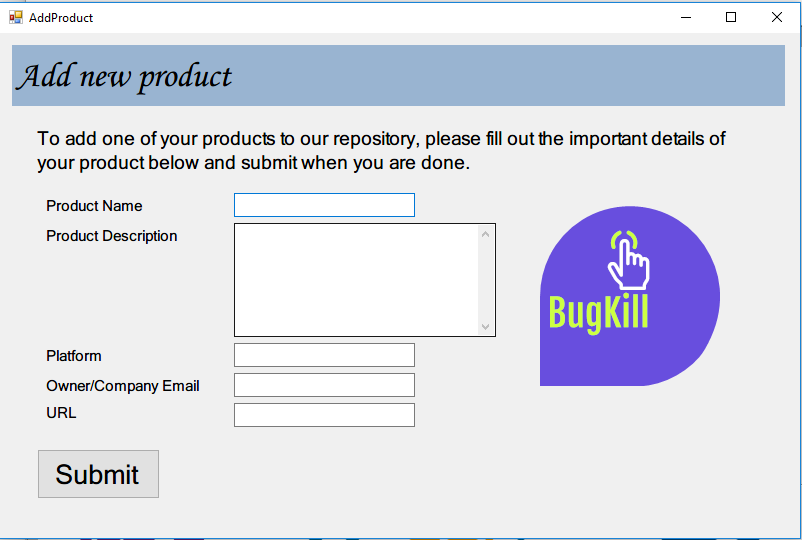 AddProduct
Add new product
To add one of your products to our repository, please fill out the important details of
your product below and submit when you are done.
Product Name
Product Description
BugKill
Platform
Owner/Company Email
URL
Submit